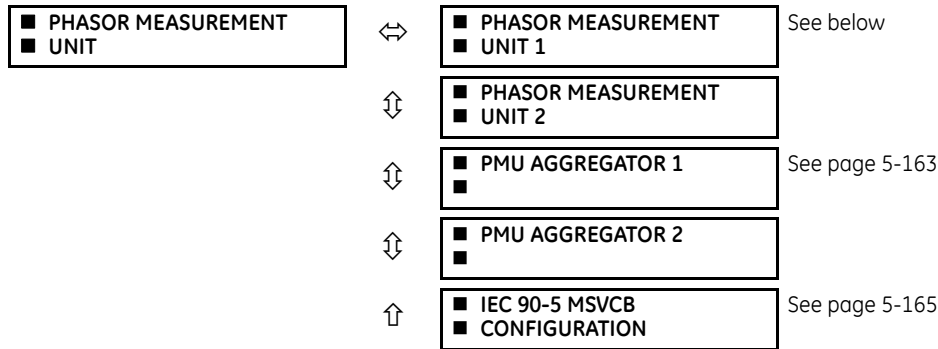 ■ PHASOR MEASUREMENT
■ UNIT
⇔
■ PHASOR MEASUREMENT
■ UNIT 1
See below
⇕
■ PHASOR MEASUREMENT
■ UNIT 2
⇕
■ PMU AGGREGATOR 1
■
See page 5-163
⇕
■ PMU AGGREGATOR 2
■
⇑
■ IEC 90-5 MSVCB
■ CONFIGURATION
See page 5-165